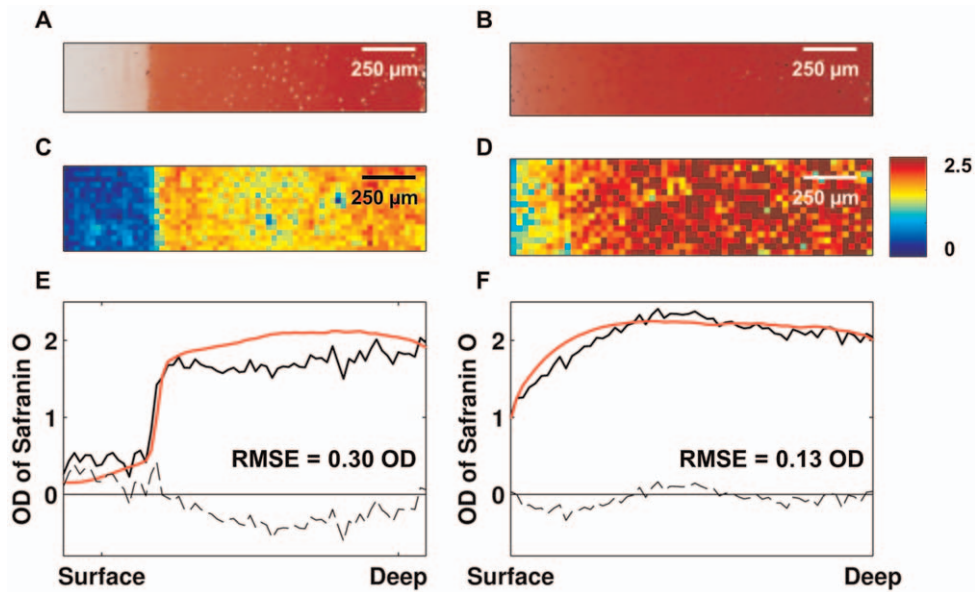 A
B
250 µm
250 µm
C
D
250 µm
250 µm
2.5
0
E
F
OD of Safranin O
2
1
0
RMSE = 0.30 OD
Surface
Deep
OD of Safranin O
2
1
0
RMSE = 0.13 OD
Surface
Deep